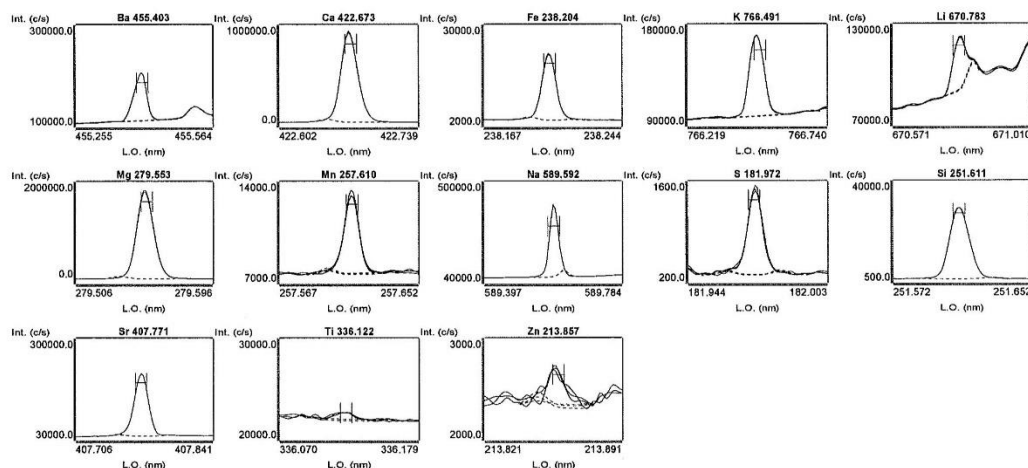 Ba 455.403
Int. (c/s)
300000.0
100000.0
455.255 455.564
L.O. (nm)
Ca 422.673
Int. (c/s)
1000000.0
0.0
422.602 422.739
L.O. (nm)
Fe 238.204
Int. (c/s)
30000.0
2000.0
238.167 238.244
L.O. (nm)
K 766.491
Int. (c/s)
180000.0
90000.0
766.219 766.740
L.O. (nm)
Li 670.783
Int. (c/s)
130000.0
70000.0
670.571 671.010
L.O. (nm)
Mg 279.553
Int. (c/s)
2000000.0
0.0
279.506 279.596
L.O. (nm)
Mn 257.610
Int. (c/s)
14000.0
7000.0
257.567 257.652
L.O. (nm)
Na 589.592
Int. (c/s)
500000.0
40000.0
589.397 589.784
L.O. (nm)
S 181.972
Int. (c/s)
1600.0
200.0
181.944 182.003
L.O. (nm)
Si 251.611
Int. (c/s)
40000.0
500.0
251.572 251.652
L.O. (nm)
Sr 407.771
Int. (c/s)
300000.0
30000.0
407.706 407.841
L.O. (nm)
Ti 336.122
Int. (c/s)
30000.0
20000.0
336.070 336.179
L.O. (nm)
Zn 213.857
Int. (c/s)
3000.0
2000.0
213.821 213.891
L.O. (nm)